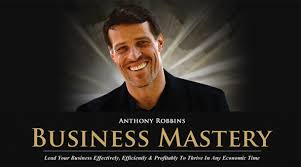 ANTHONY ROBBINS
BUSINESS MASTERY
Lead Your Business Effectively, Efficiently & Profitably To Thrive In Any Economic Time